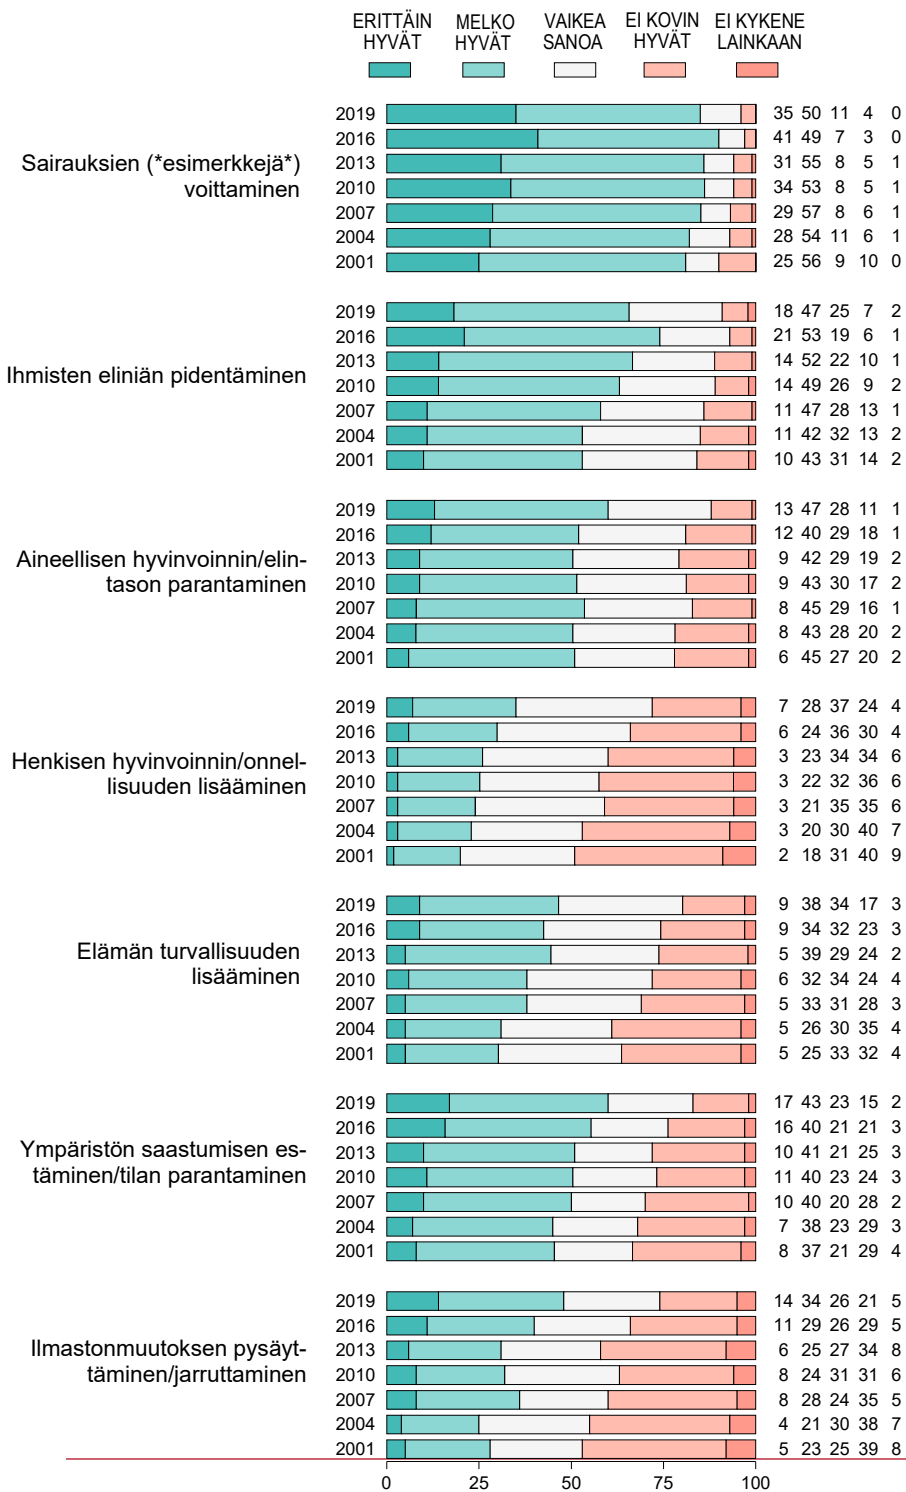 ERITTÄIN MELKO VAIKEA EI KOVIN EI KYKENE
HYVÄT HYVÄT SANOA HYVÄT LAINKAAN
2019 35 50 11 4 0
2016 41 49 7 3 0
Sairauksien (*esimerkkejä*) 2013 31 55 8 5 1
voittaminen 2010 34 53 8 5 1
2007 29 57 8 6 1
2004 28 54 11 6 1
2001 25 56 9 10 0
2019 18 47 25 7 2
2016 21 53 19 6 1
2013 14 52 22 10 1
Ihmisten eliniän pidentäminen 2010 14 49 26 9 2
2007 11 47 28 13 1
2004 11 42 32 13 2
2001 10 43 31 14 2
2019 13 47 28 11 1
2016 12 40 29 18 1
Aineellisen hyvinvoinnin/elin- 2013 9 42 29 19 2
tason parantaminen 2010 9 43 30 17 2
2007 8 45 29 16 1
2004 8 43 28 20 2
2001 6 45 27 20 2
2019 7 28 37 24 4
2016 6 24 36 30 4
Henkisen hyvinvoinnin/onnel- 2013 3 23 34 34 6
lisuuden lisääminen 2010 3 22 32 36 6
2007 3 21 35 35 6
2004 3 20 30 40 7
2001 2 18 31 40 9
2019 9 38 34 17 3
2016 9 34 32 23 3
Elämän turvallisuuden 2013 5 39 29 24 2
lisääminen 2010 6 32 34 24 4
2007 5 33 31 28 3
2004 5 26 30 35 4
2001 5 25 33 32 4
2019 17 43 23 15 2
2016 16 40 21 21 3
Ympäristön saastumisen es- 2013 10 41 21 25 3
täminen/tilan parantaminen 2010 11 40 23 24 3
2007 10 40 20 28 2
2004 7 38 23 29 3
2001 8 37 21 29 4
2019 14 34 26 21 5
2016 11 29 26 29 5
Ilmastonmuutoksen pysäyt- 2013 6 25 27 34 8
täminen/jarruttaminen 2010 8 24 31 31 6
2007 8 28 24 35 5
2004 4 21 30 38 7
2001 5 23 25 39 8
0 25 50 75 100